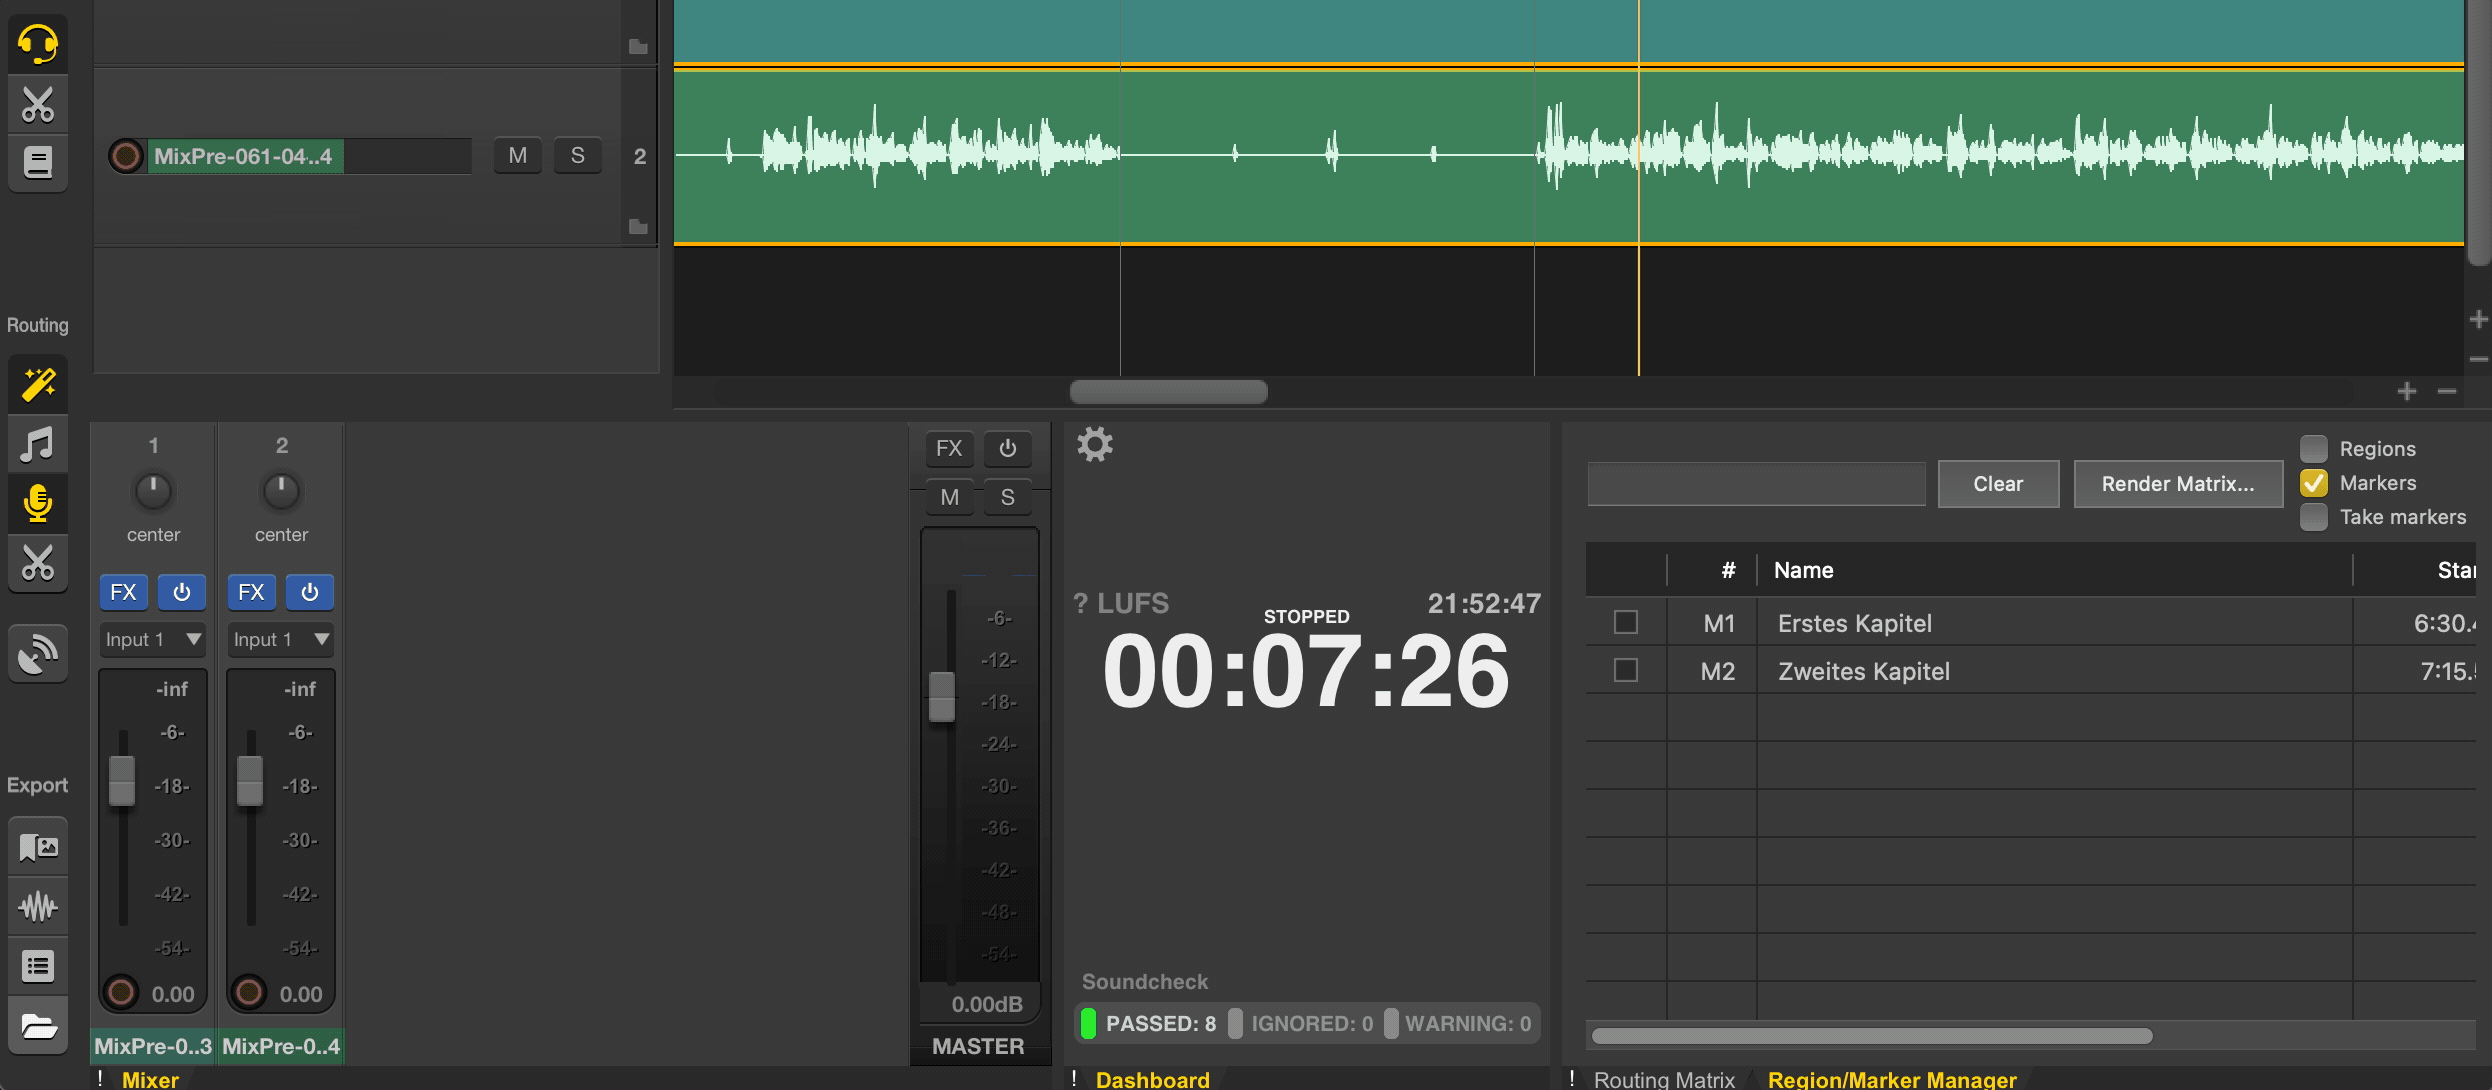 MixPre-061-04..4
M
S
2
Routing
1
2
center
center
FX
FX
Input 1
Input 1
-inf
-6-
-18-
-30-
-42-
-54-
0.00
MixPre-0..3
-inf
-6-
-18-
-30-
-42-
-54-
0.00
MixPre-0..4
Export
FX
M
S
-6-
-12-
-18-
-24-
-30-
-36-
-42-
-48-
-54-
0.00dB
MASTER
? LUFS
STOPPED
21:52:47
00:07:26
Soundcheck
PASSED: 8
IGNORED: 0
WARNING: 0
Clear
Render Matrix...
Regions
Markers
Take markers
# Name
M1 Erstes Kapitel 6:30.
M2 Zweites Kapitel 7:15.
! Mixer
! Dashboard
! Routing Matrix
Region/Marker Manager